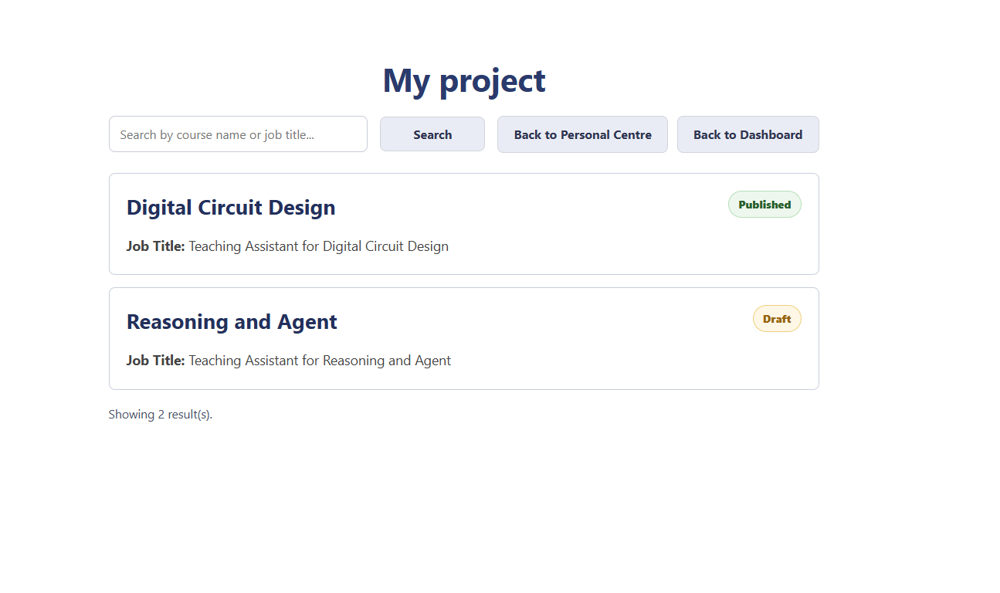 My project
Search by course name or job title...
Search
Back to Personal Centre
Back to Dashboard
Digital Circuit Design
Published
Job Title: Teaching Assistant for Digital Circuit Design
Reasoning and Agent
Draft
Job Title: Teaching Assistant for Reasoning and Agent
Showing 2 result(s).